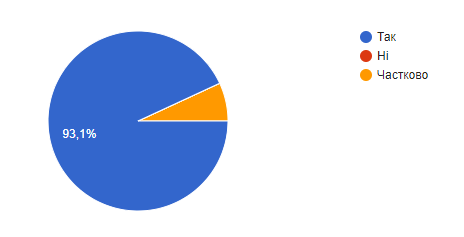 Так
Ні
Частково
93,1%